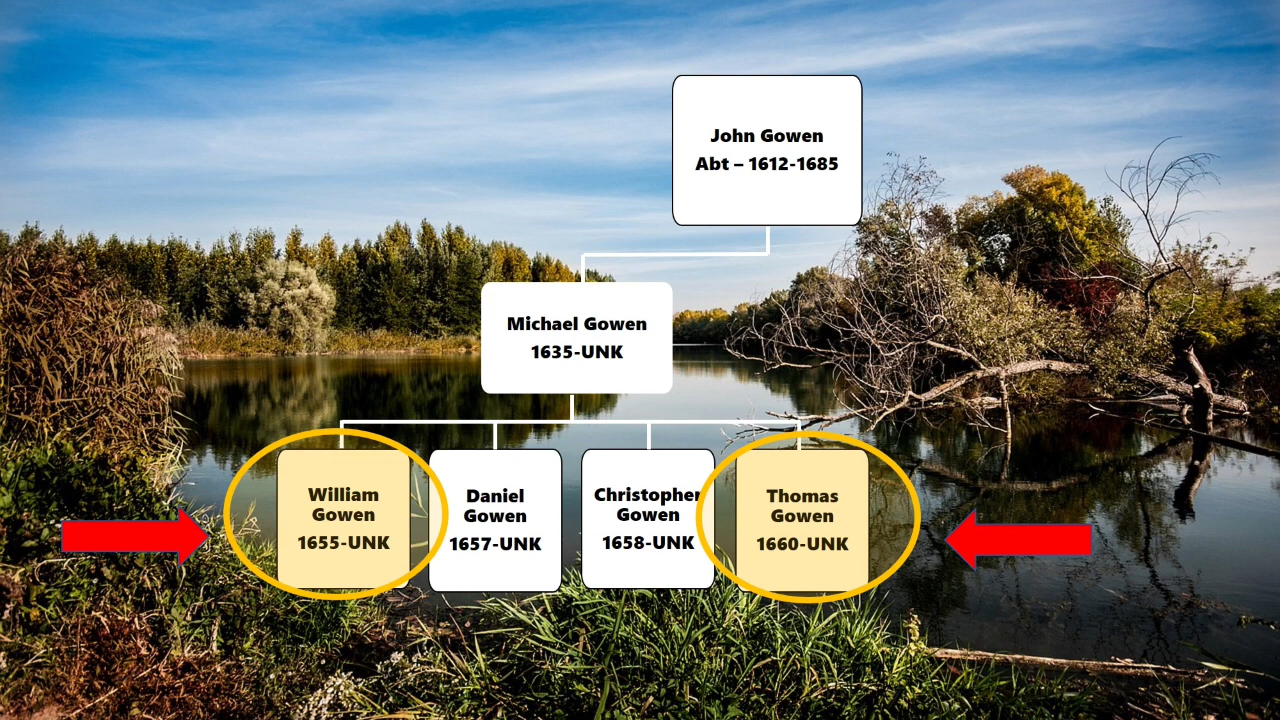 John Gowen
Abt – 1612-1685
Michael Gowen
1635-UNK
William
Gowen
1655-UNK
Daniel
Gowen
1657-UNK
Christopher
Gowen
1658-UNK
Thomas
Gowen
1660-UNK